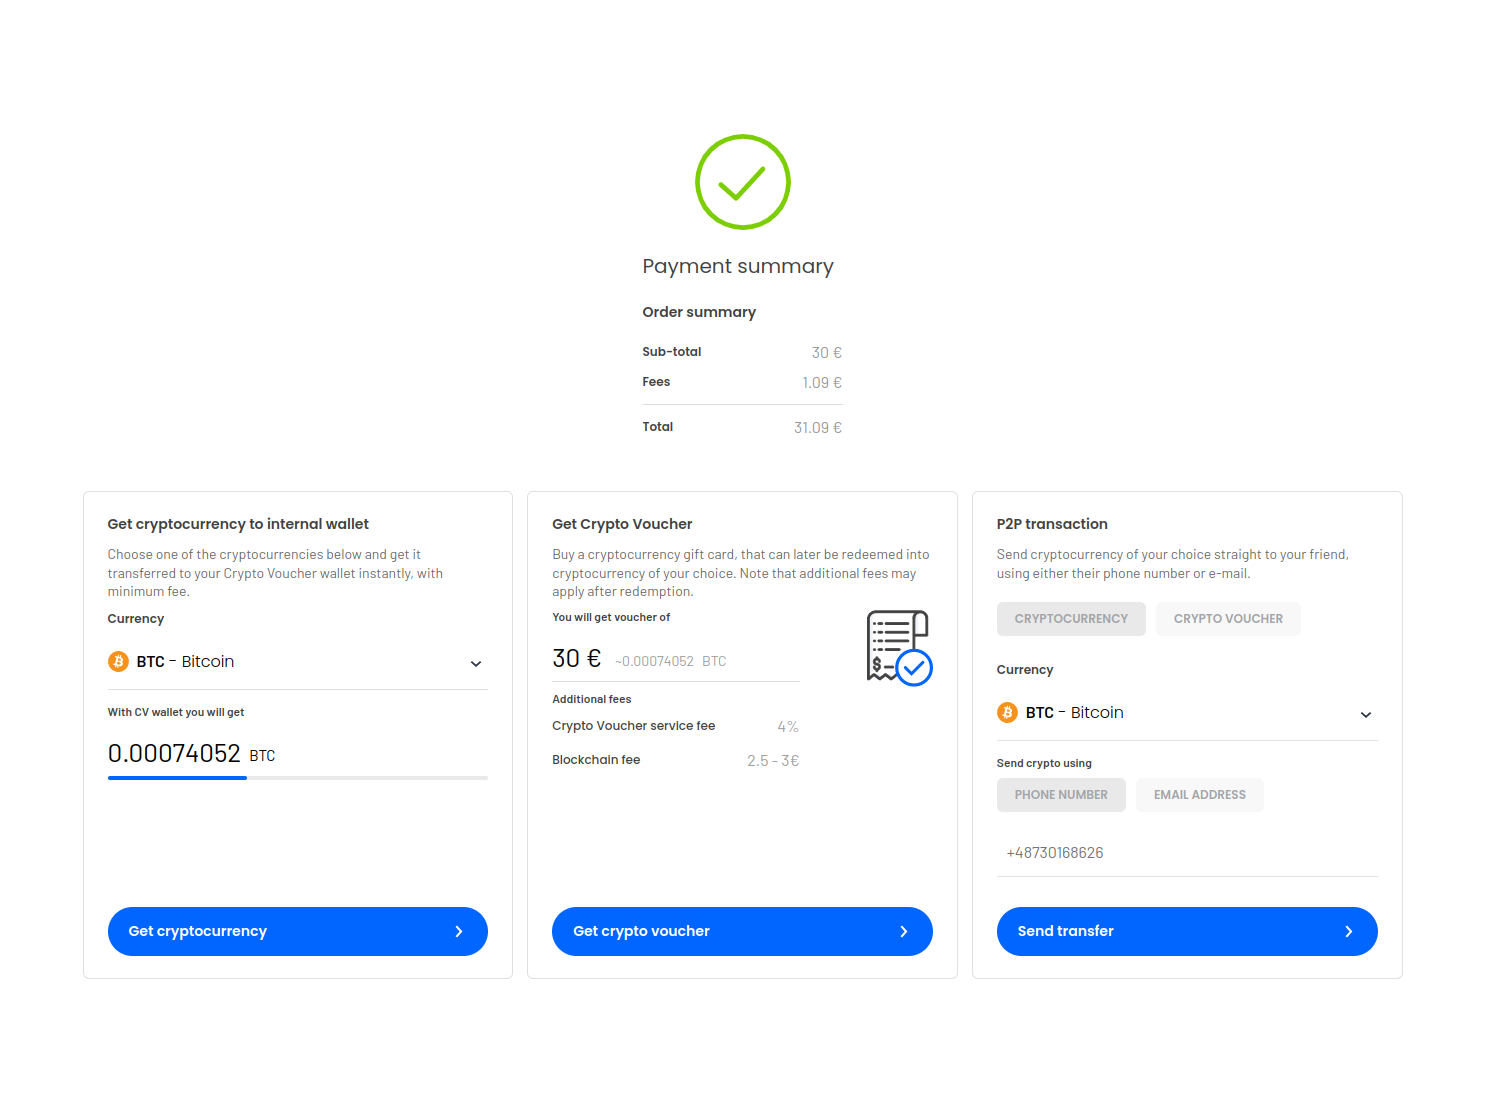 Payment summary
Order summary
Sub-total 30 €
Fees 1.09 €
Total 31.09 €
Get cryptocurrency to internal wallet
Choose one of the cryptocurrencies below and get it
transferred to your Crypto Voucher wallet instantly, with
minimum fee.
Currency
BTC - Bitcoin
With CV wallet you will get
0.00074052 BTC
Get cryptocurrency
Get Crypto Voucher
Buy a cryptocurrency gift card, that can later be redeemed into
cryptocurrency of your choice. Note that additional fees may
apply after redemption.
You will get voucher of
30 € ~0.00074052 BTC
$
Additional fees
Crypto Voucher service fee 4%
Blockchain fee 2.5 - 3€
Get crypto voucher
P2P transaction
Send cryptocurrency of your choice straight to your friend,
using either their phone number or e-mail.
CRYPTOCURRENCY CRYPTO VOUCHER
Currency
BTC - Bitcoin
Send crypto using
PHONE NUMBER EMAIL ADDRESS
+48730168626
Send transfer